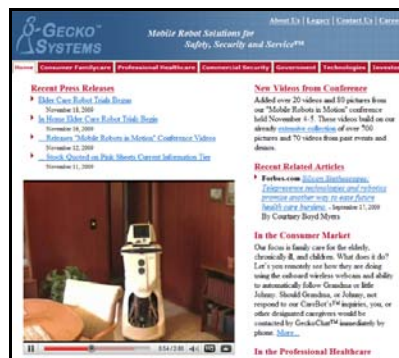 About Us | Legacy | Contact Us | Caree
GECKO
SYSTEMS
Mobile Robot Solutions for
Safety, Security and Service™
Home
Consumer Familycare
Professional Healthcare
Commercial Security
Government
Technologies
Investor
Recent Press Releases
Elder Care Robot Trials Begin
November 18, 2009
In Home Elder Care Robot Trials Begin
November 16, 2009
... Releases "Mobile Robots in Motion" Conference Videos
November 12, 2009
... Stock Quoted on Pink Sheets Current Information Tier
November 11, 2009
New Videos from Conference
Added over 20 videos and 80 pictures from
our "Mobile Robots in Motion" conference
held November 4-5. These videos build on our
already extensive collection of over 700
pictures and 70 videos from past events and
demos.
Recent Related Articles
Forbes.com Silicon Stethoscopes:
Telepresence technologies and robotics
promise another way to ease future
health care burdens. - September 17, 2009
By Courtney Boyd Myers
In the Consumer Market
Our focus is family care for the elderly,
chronically ill, and children. What does it do?
Let's you remotely see how they are doing
using the onboard wireless webcam and ability
to automatically follow Grandma or little
Johnny. Should Grandma, or Johnny, not
respond to our CareBot's™ inquiries, you, or
other designated caregivers would be
contacted by GeckoChat™ immediately by
phone. More...
In the Professional Healthcare